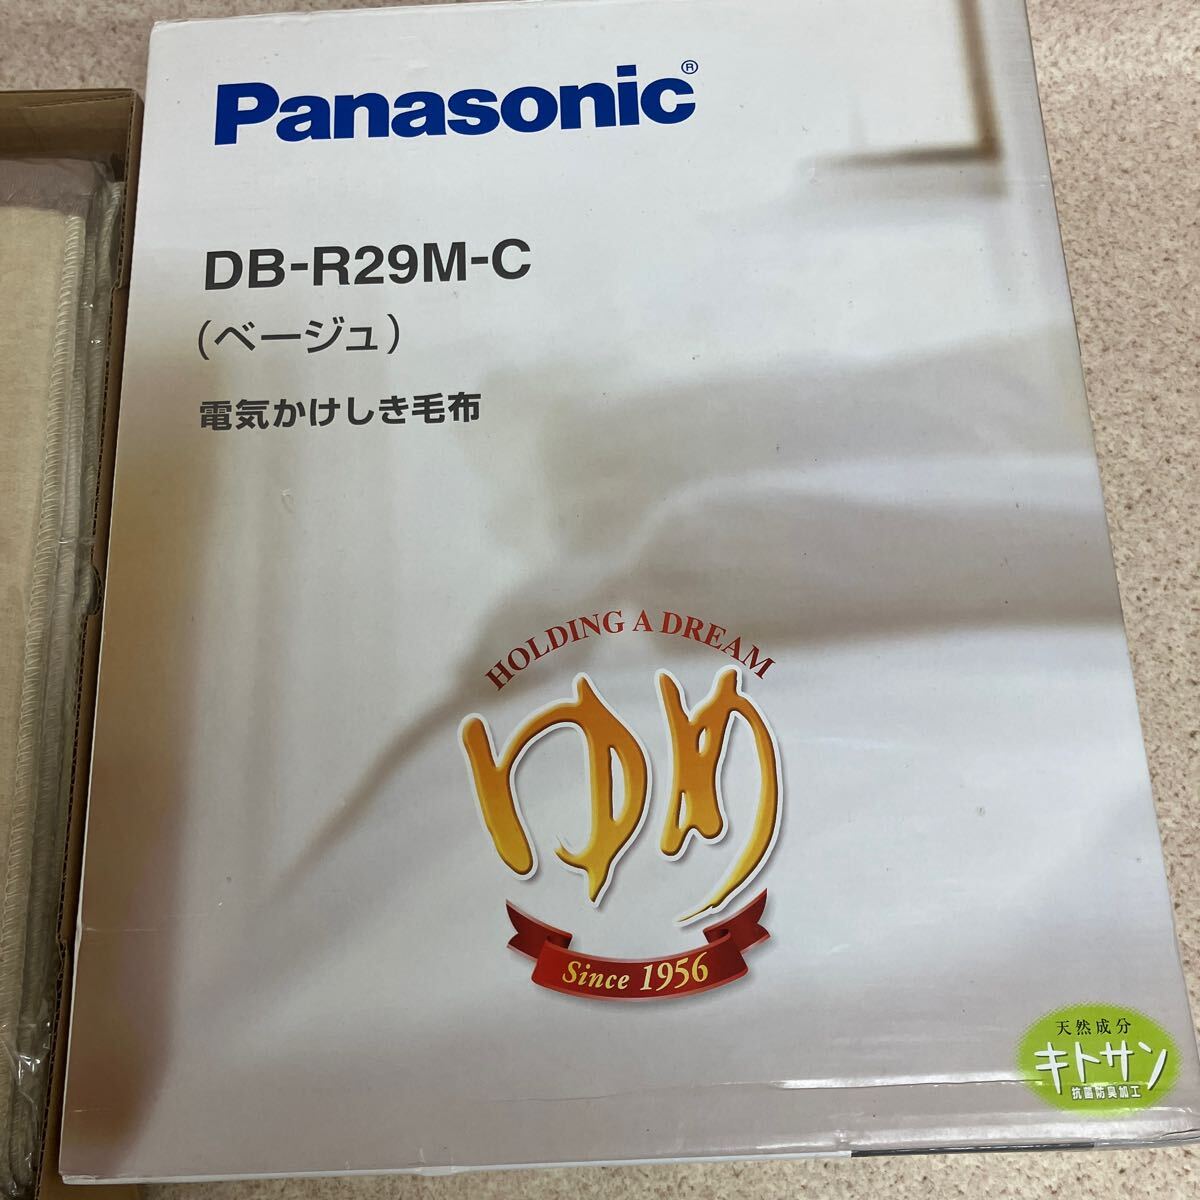 Panasonic®
DB-R29M-C
(ベージュ)
電気かけしき毛布
HOLDING A DREAM
ゆめ
Since 1956
天然成分
キトサン
抗菌防臭加工